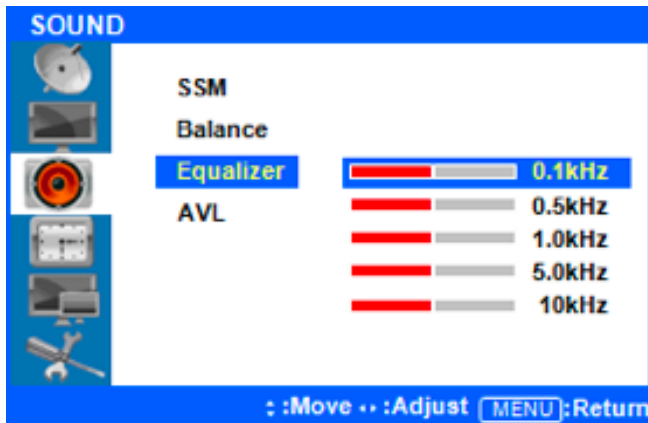 SOUND
SSM
Balance
Equalizer 0.1kHz
AVL 0.5kHz
1.0kHz
5.0kHz
10kHz
:Move :Adjust MENU:Return